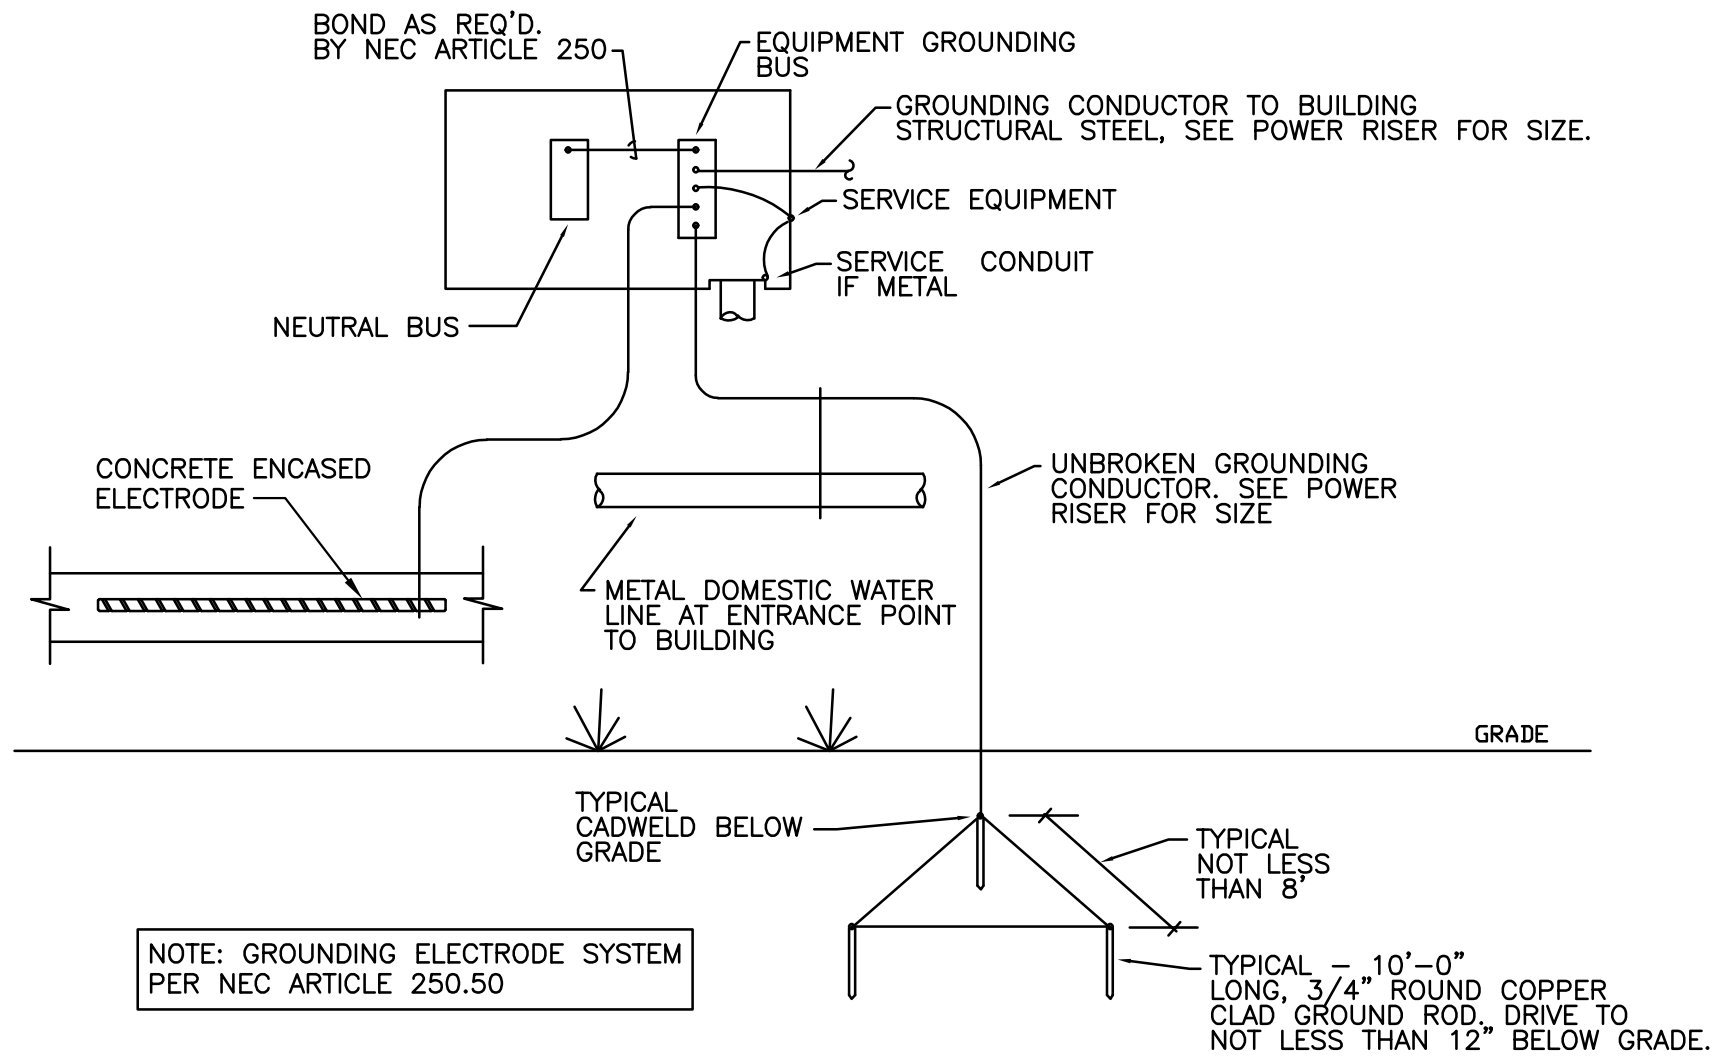 BOND AS REQ'D.
BY NEC ARTICLE 250
EQUIPMENT GROUNDING
BUS
GROUNDING CONDUCTOR TO BUILDING
STRUCTURAL STEEL, SEE POWER RISER FOR SIZE.
SERVICE EQUIPMENT
SERVICE CONDUIT
IF METAL
NEUTRAL BUS
CONCRETE ENCASED
ELECTRODE
UNBROKEN GROUNDING
CONDUCTOR. SEE POWER
RISER FOR SIZE
METAL DOMESTIC WATER
LINE AT ENTRANCE POINT
TO BUILDING
GRADE
TYPICAL
CADWELD BELOW
GRADE
TYPICAL
NOT LESS
THAN 8'
NOTE: GROUNDING ELECTRODE SYSTEM
PER NEC ARTICLE 250.50
TYPICAL - 10'-0"
LONG, 3/4" ROUND COPPER
CLAD GROUND ROD. DRIVE TO
NOT LESS THAN 12" BELOW GRADE.